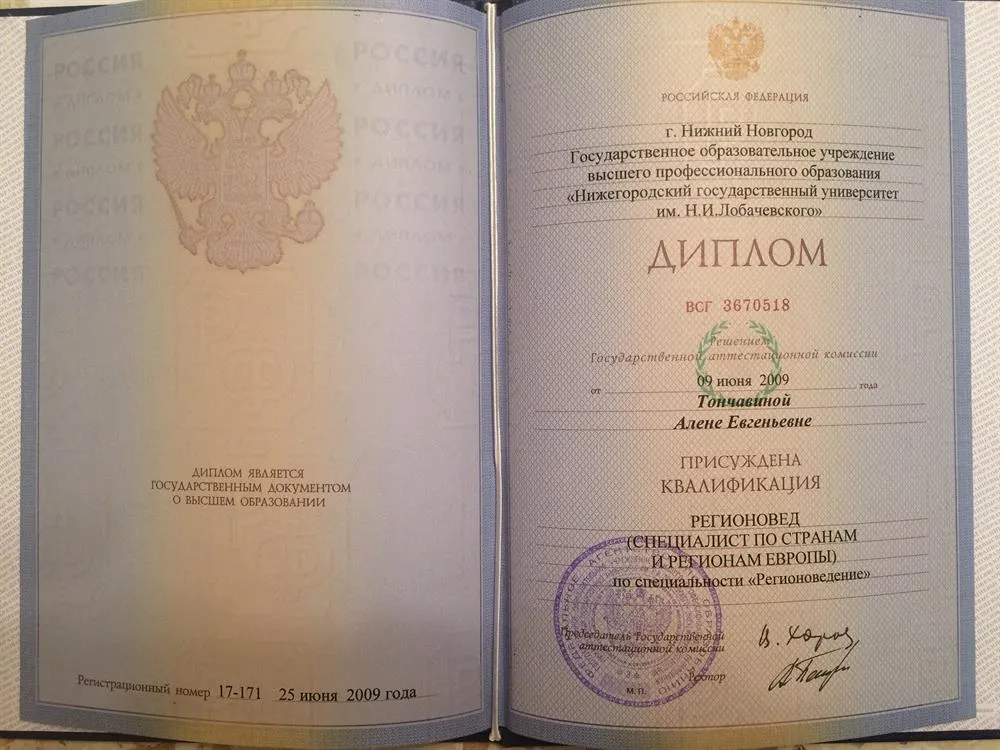 ДИПЛОМ ЯВЛЯЕТСЯ
ГОСУДАРСТВЕННЫМ ДОКУМЕНТОМ
О ВЫСШЕМ ОБРАЗОВАНИИ
Регистрационный номер 17-171 25 июня 2009 года
РОССИЙСКАЯ ФЕДЕРАЦИЯ
г. Нижний Новгород
Государственное образовательное учреждение
высшего профессионального образования
«Нижегородский государственный университет
им. Н.И.Лобачевского»
ДИПЛОМ
ВСГ 3670518
Решением
Государственной аттестационной комиссии
от 09 июня 2009 года
Тончавиной
Алене Евгеньевне
ПРИСУЖДЕНА
КВАЛИФИКАЦИЯ
РЕГИОНОВЕД
(СПЕЦИАЛИСТ ПО СТРАНАМ
И РЕГИОНАМ ЕВРОПЫ)
по специальности «Регионоведение»
Председатель Государственной
аттестационной комиссии
Ректор
М.П.